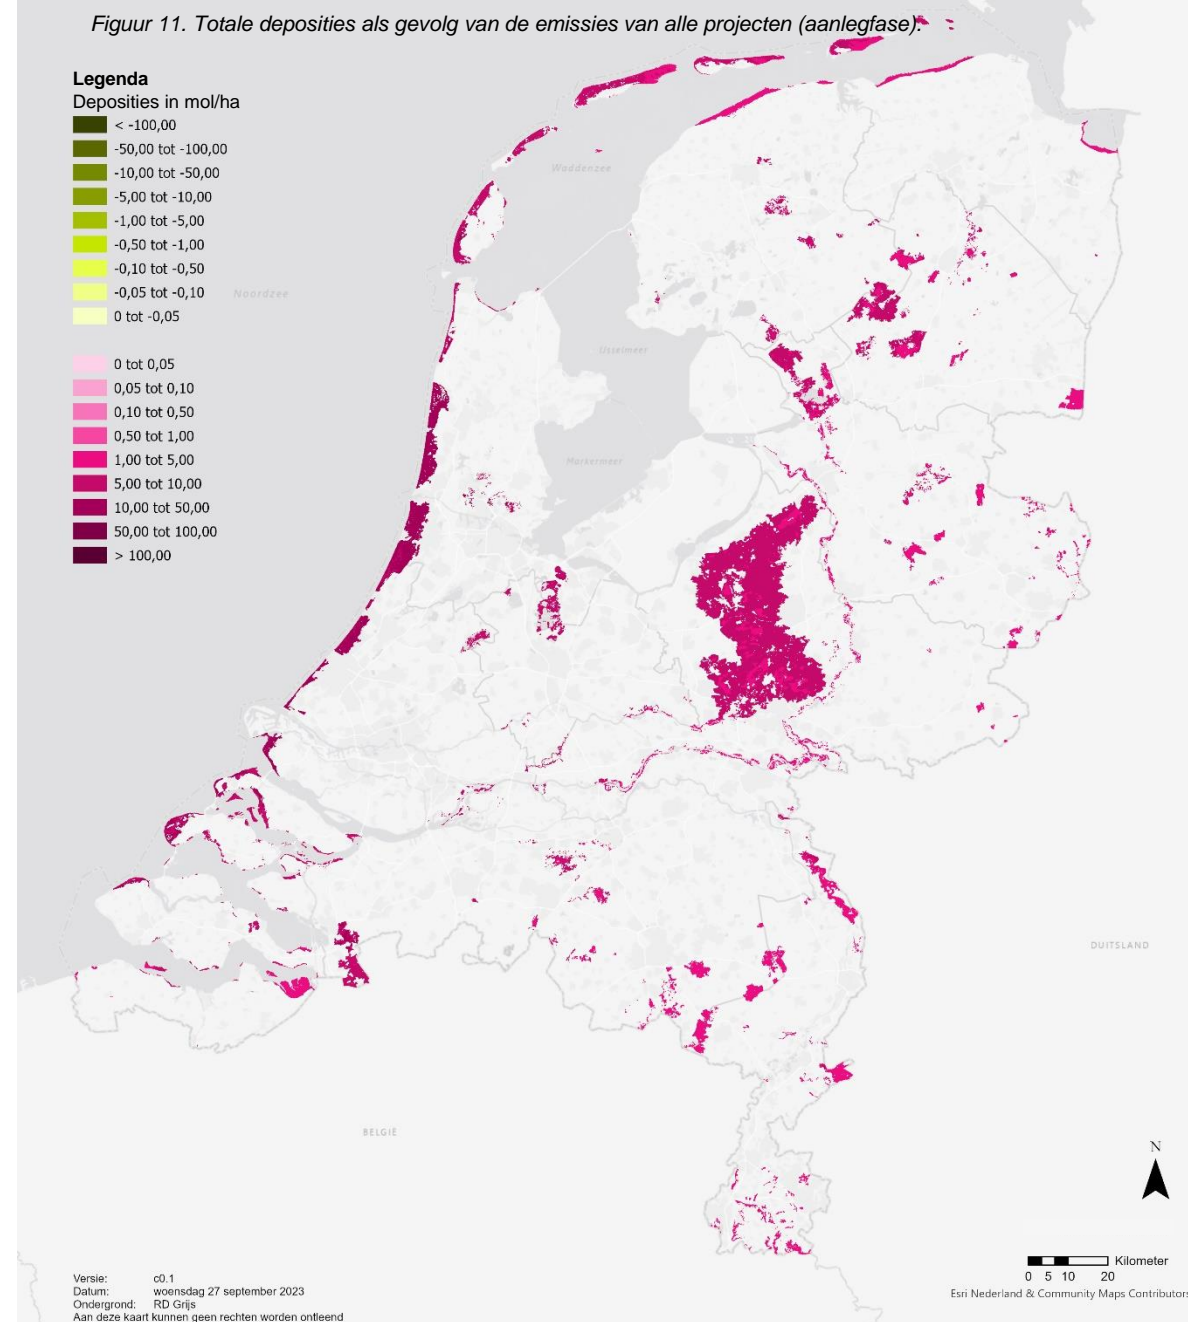 Figuur 11. Totale deposities als gevolg van de emissies van alle projecten (aanlegfase).
Legenda
Deposities in mol/ha
< -100,00
-50,00 tot -100,00
-10,00 tot -50,00
-5,00 tot -10,00
-1,00 tot -5,00
-0,50 tot -1,00
-0,10 tot -0,50
-0,05 tot -0,10
0 tot -0,05
0 tot 0,05
0,05 tot 0,10
0,10 tot 0,50
0,50 tot 1,00
1,00 tot 5,00
5,00 tot 10,00
10,00 tot 50,00
50,00 tot 100,00
> 100,00
Waddenzee
Noordzee
IJsselmeer
Markermeer
DUITSLAND
BELGIË
N
Kilometer
0 5 10 20
Esri Nederland & Community Maps Contributors
Versie: c0.1
Datum: woensdag 27 september 2023
Ondergrond: RD Grijs
Aan deze kaart kunnen geen rechten worden ontleend